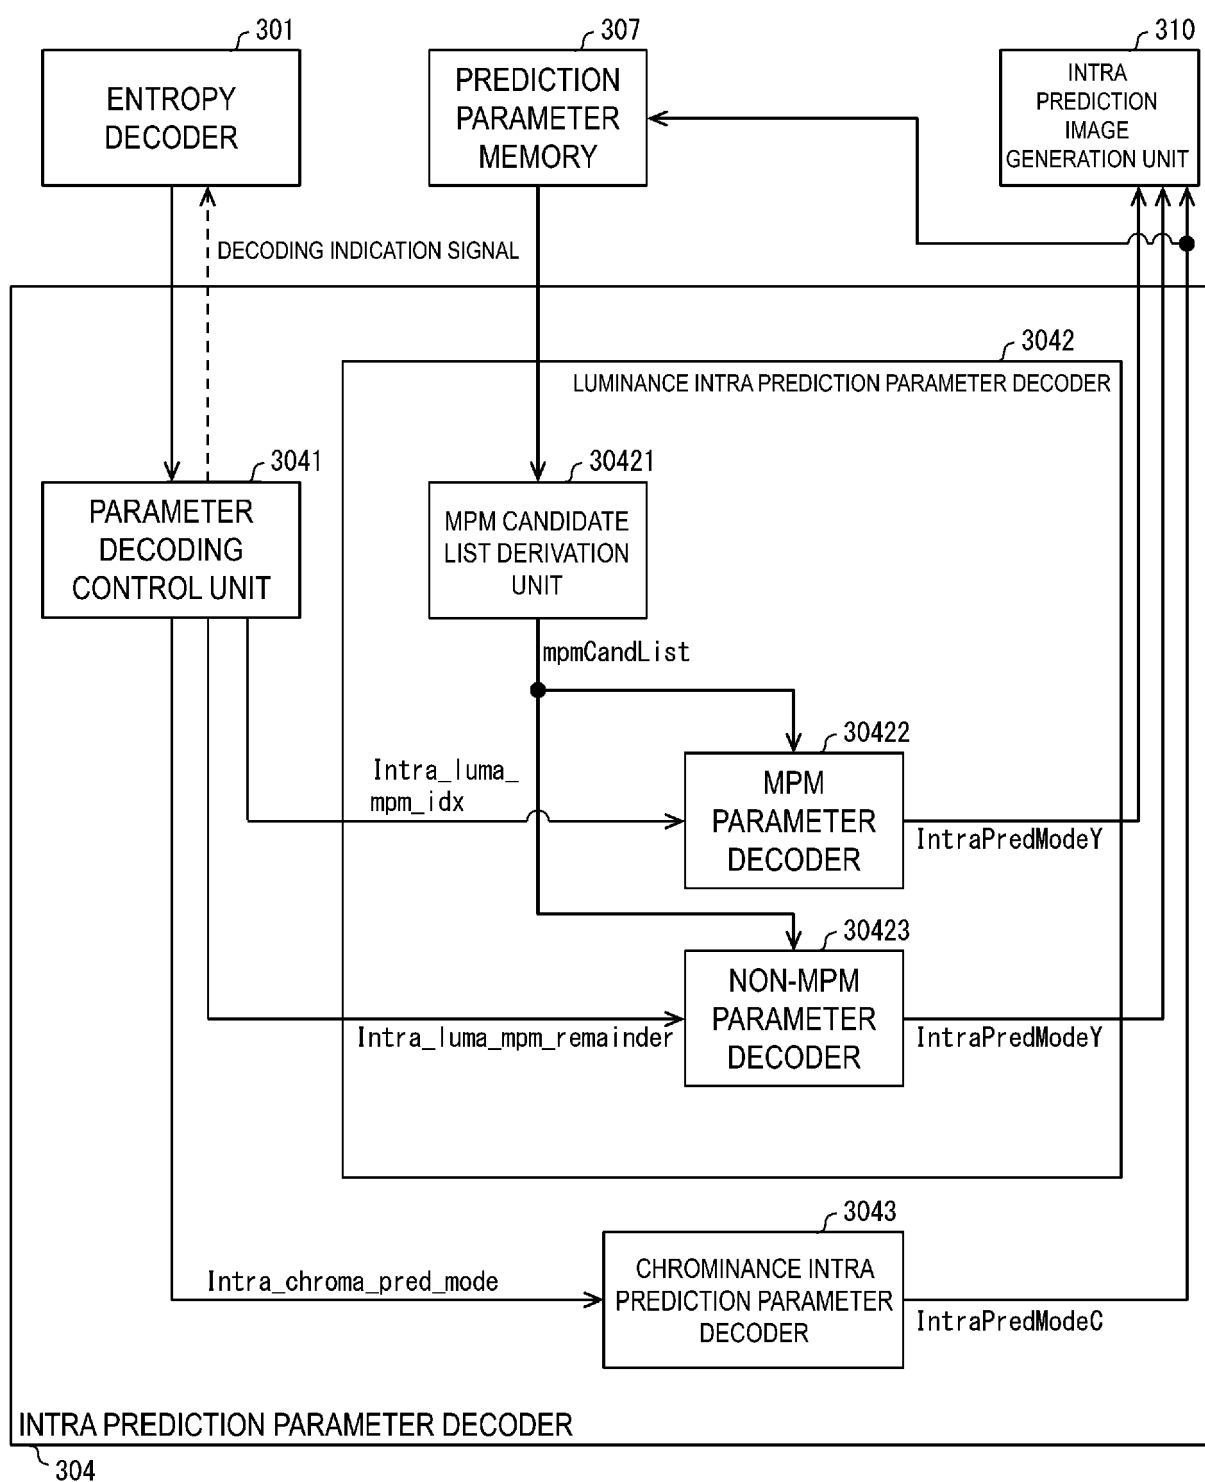 301
307
310
ENTROPY
DECODER
PREDICTION
PARAMETER
MEMORY
INTRA
PREDICTION
IMAGE
GENERATION UNIT
DECODING INDICATION SIGNAL
3042
LUMINANCE INTRA PREDICTION PARAMETER DECODER
3041
30421
PARAMETER
DECODING
CONTROL UNIT
MPM CANDIDATE
LIST DERIVATION
UNIT
mpmCandList
30422
Intra_luma_
mpm_idx
MPM
PARAMETER
DECODER
IntraPredModeY
30423
NON-MPM
PARAMETER
DECODER
Intra_luma_mpm_remainder
IntraPredModeY
3043
Intra_chroma_pred_mode
CHROMINANCE INTRA
PREDICTION PARAMETER
DECODER
IntraPredModeC
INTRA PREDICTION PARAMETER DECODER
304